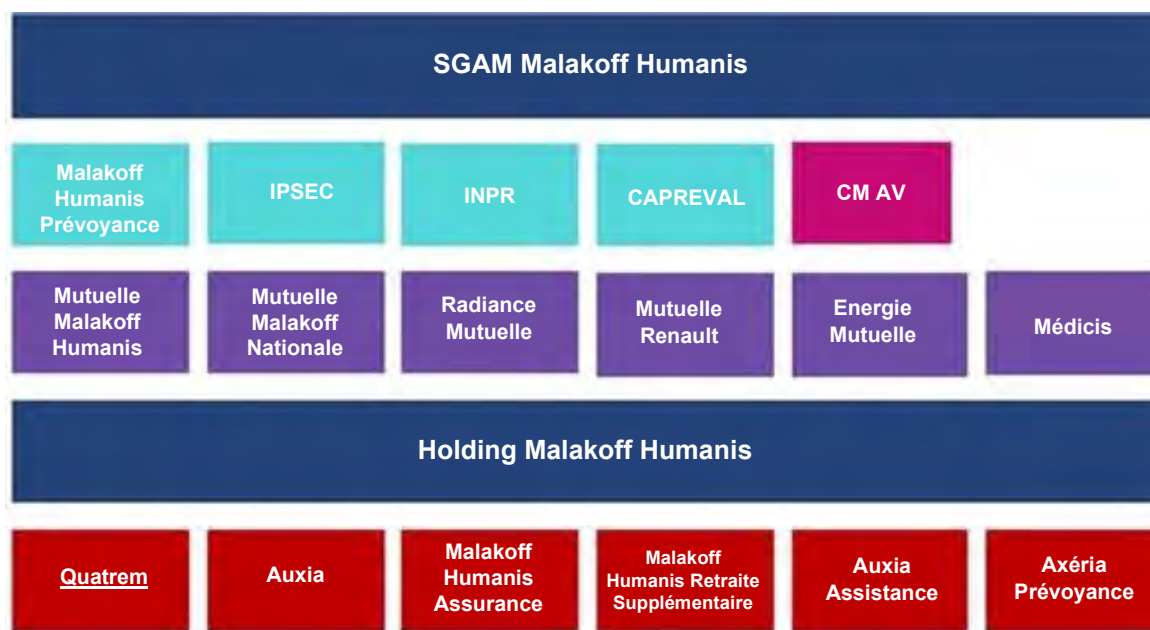 SGAM Malakoff Humanis
Malakoff
Humanis
Prévoyance
IPSEC
INPR
CAPREVAL
CM AV
Mutuelle
Malakoff
Humanis
Mutuelle
Malakoff
Nationale
Radiance
Mutuelle
Mutuelle
Renault
Energie
Mutuelle
Médicis
Holding Malakoff Humanis
Quatrem
Auxia
Malakoff
Humanis
Assurance
Malakoff
Humanis Retraite
Supplémentaire
Auxia
Assistance
Axéria
Prévoyance